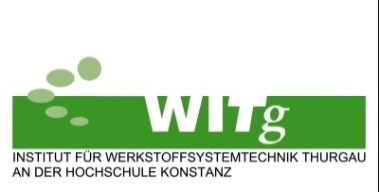 WITg
INSTITUT FÜR WERKSTOFFSYSTEMTECHNIK THURGAU
AN DER HOCHSCHULE KONSTANZ